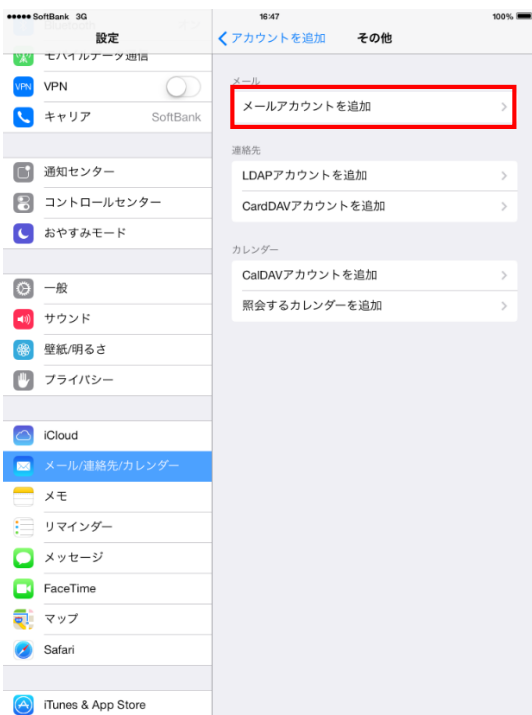 SoftBank 3G
16:47
100%
設定
アカウントを追加
その他
モバイルデータ通信
VPN
VPN
キャリア
SoftBank
通知センター
コントロールセンター
おやすみモード
一般
サウンド
壁紙/明るさ
プライバシー
iCloud
メール/連絡先/カレンダー
メモ
リマインダー
メッセージ
FaceTime
マップ
Safari
iTunes & App Store
メール
メールアカウントを追加
連絡先
LDAPアカウントを追加
CardDAVアカウントを追加
カレンダー
CalDAVアカウントを追加
照会するカレンダーを追加